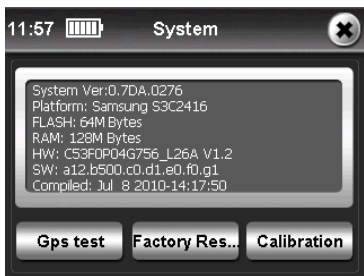 11:57 System
System Ver:0.7DA.0276
Platform: Samsung S3C2416
FLASH: 64M Bytes
RAM: 128M Bytes
HW: C53F0P04G756_L26A V1.2
SW: a12.b500.c0.d1.e0.f0.g1
Compiled: Jul 8 2010-14:17:50
Gps test Factory Res... Calibration